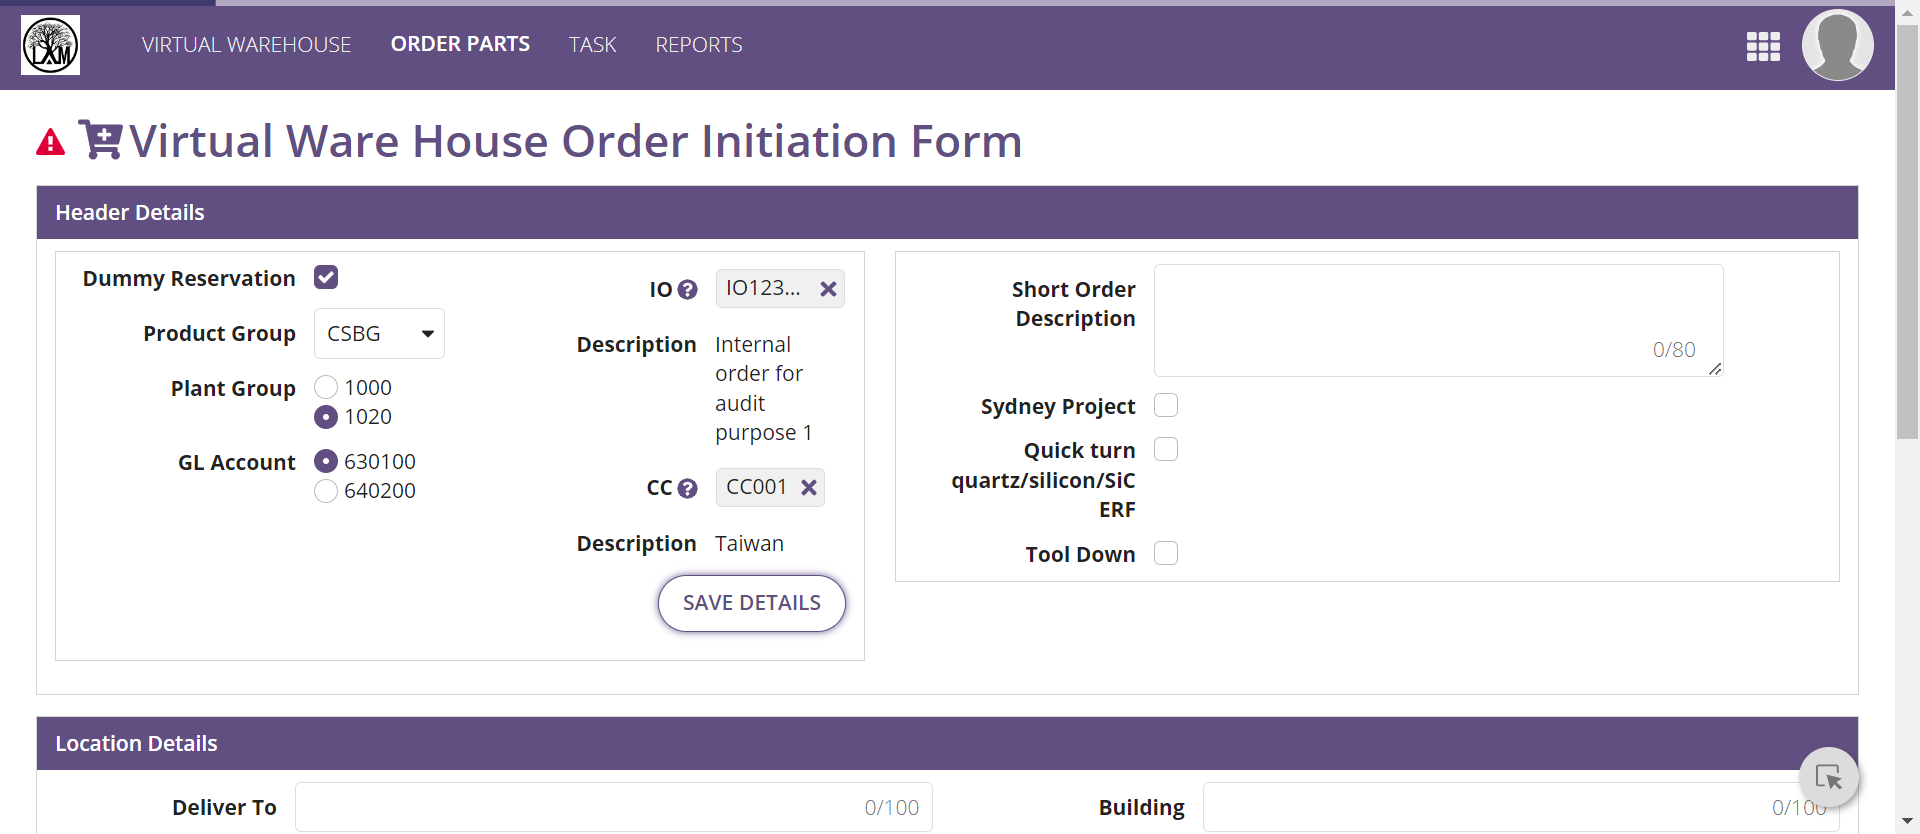 LAM
VIRTUAL WAREHOUSE
ORDER PARTS
TASK
REPORTS
Virtual Ware House Order Initiation Form
Header Details
Dummy Reservation
Product Group
CSBG
Plant Group
1000
1020
GL Account
630100
640200
IO
IO123...
Description
Internal
order for
audit
purpose 1
CC
CC001
Description
Taiwan
SAVE DETAILS
Short Order
Description
0/80
Sydney Project
Quick turn
quartz/silicon/SiC
ERF
Tool Down
Location Details
Deliver To
0/100
Building
0/100